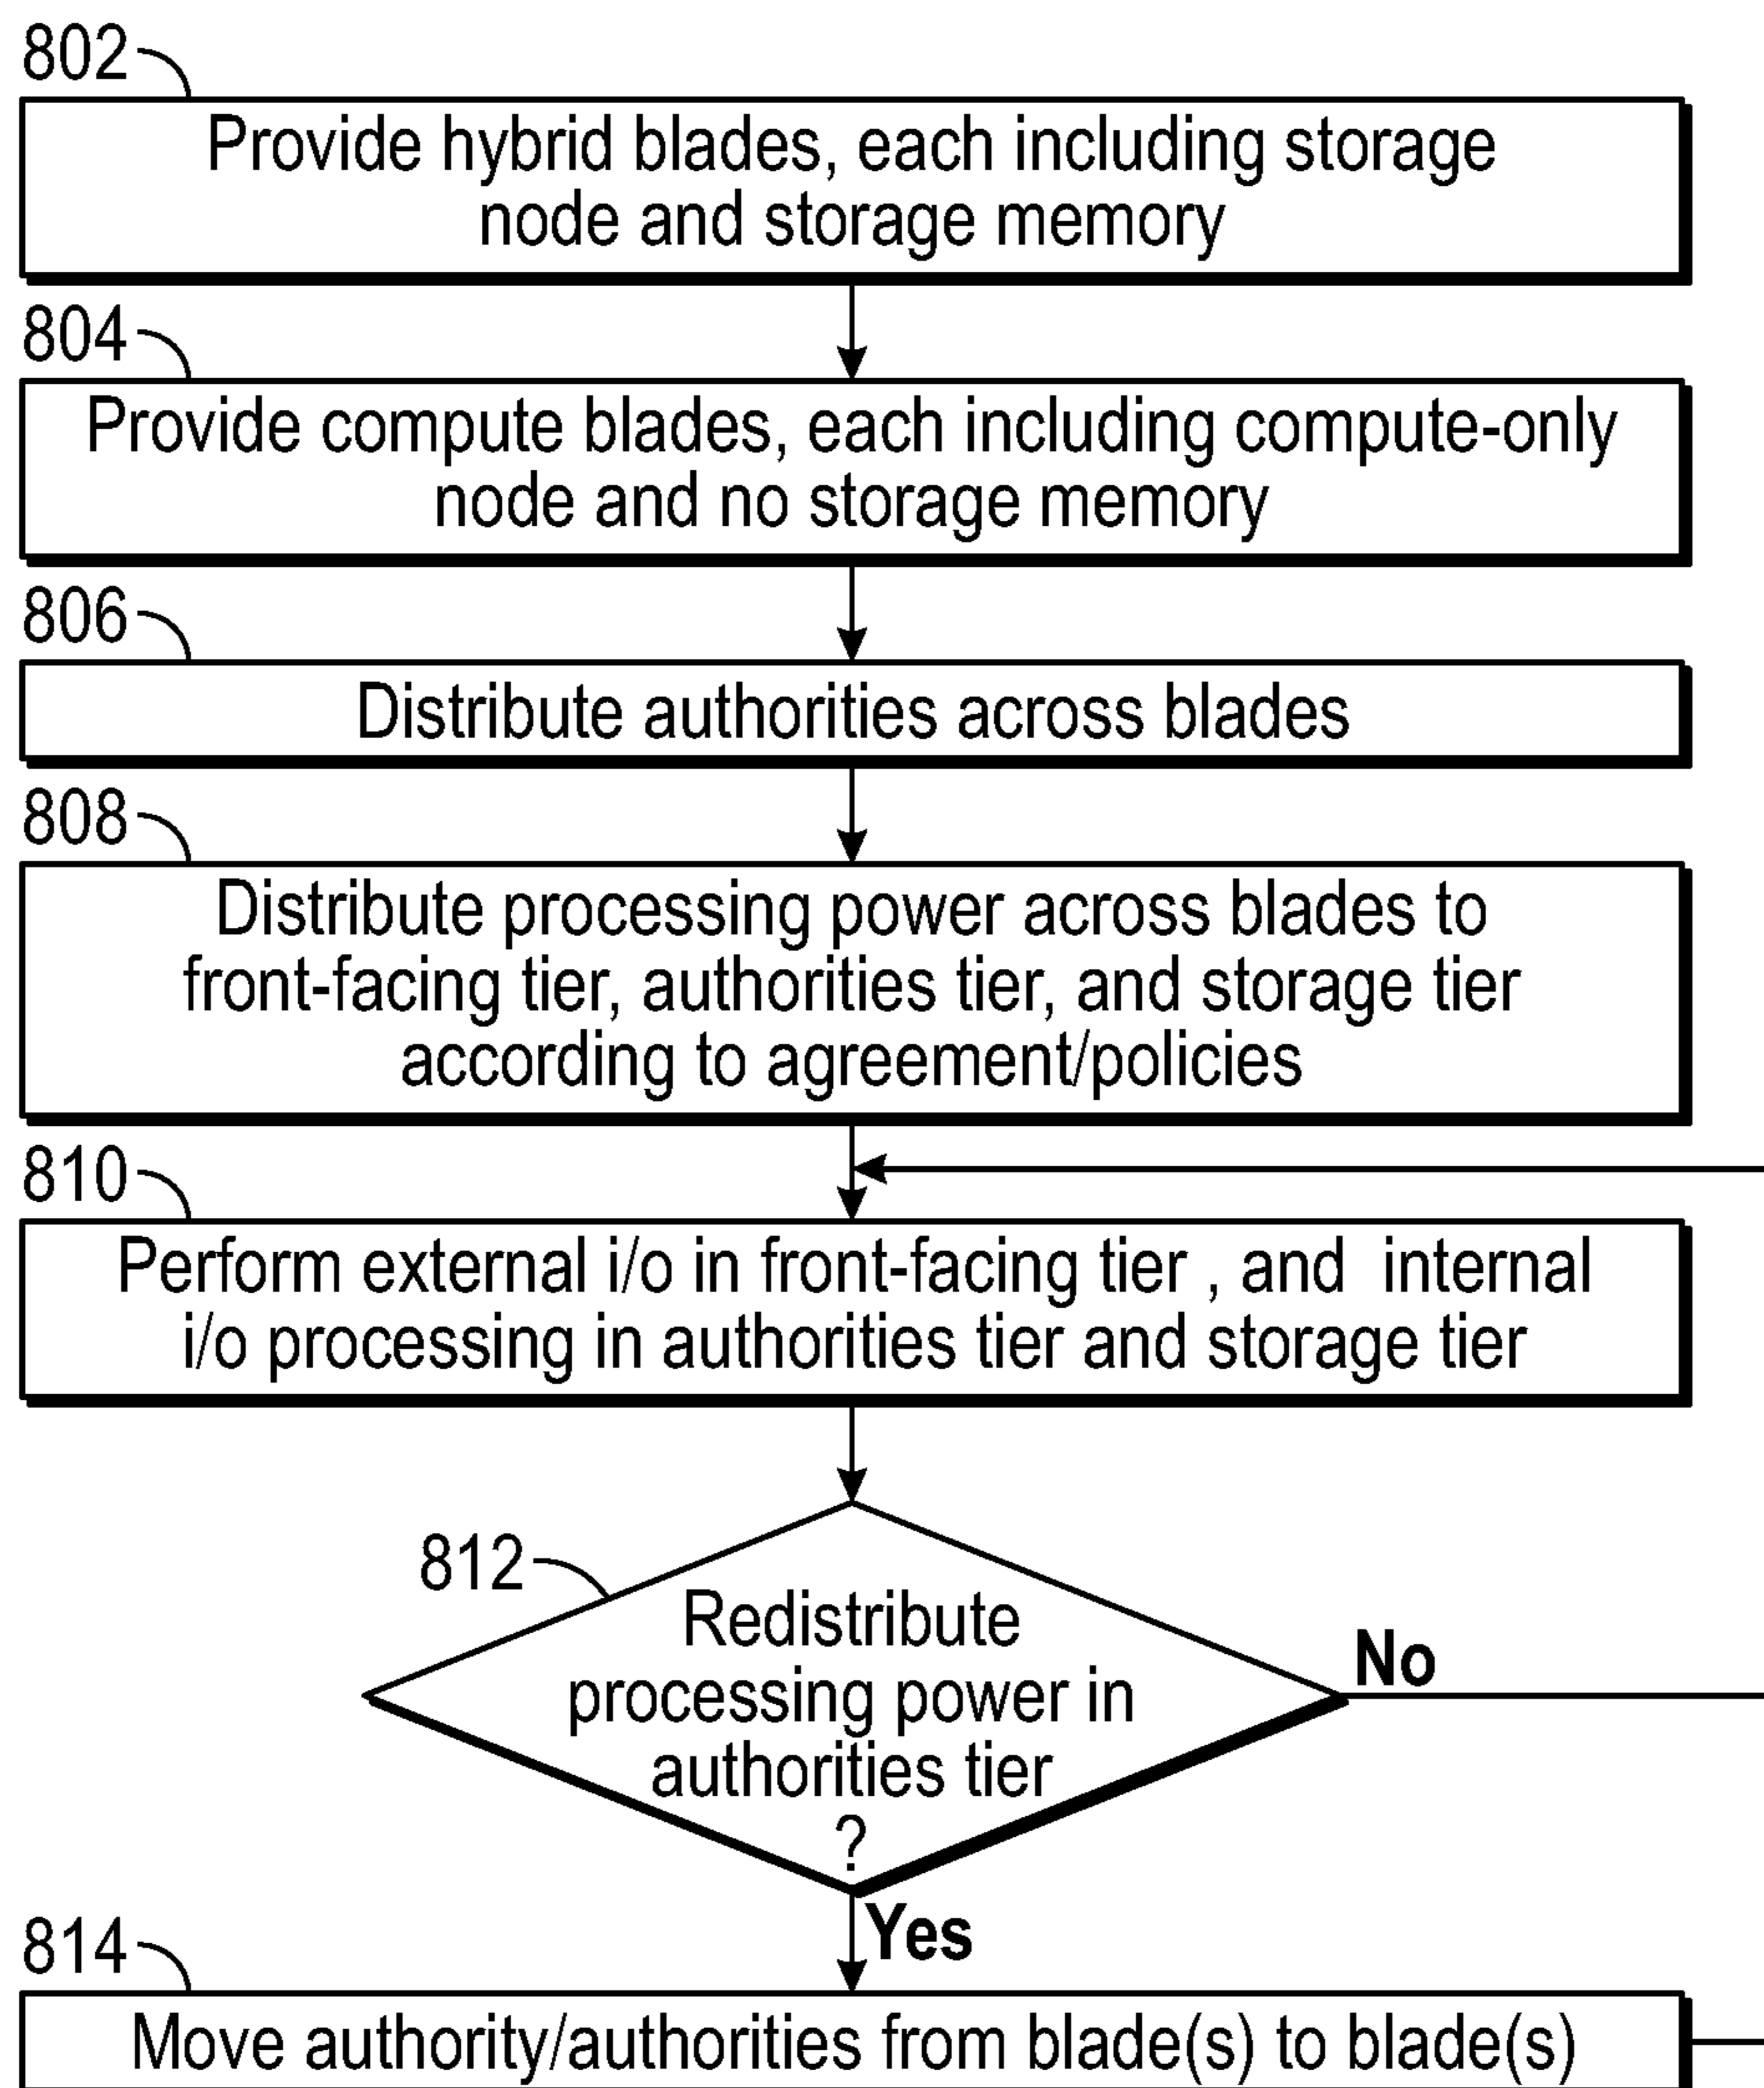 802
Provide hybrid blades, each including storage
node and storage memory
804
Provide compute blades, each including compute-only
node and no storage memory
806
Distribute authorities across blades
808
Distribute processing power across blades to
front-facing tier, authorities tier, and storage tier
according to agreement/policies
810
Perform external i/o in front-facing tier , and internal
i/o processing in authorities tier and storage tier
812
Redistribute
processing power in
authorities tier
?
No
Yes
814
Move authority/authorities from blade(s) to blade(s)